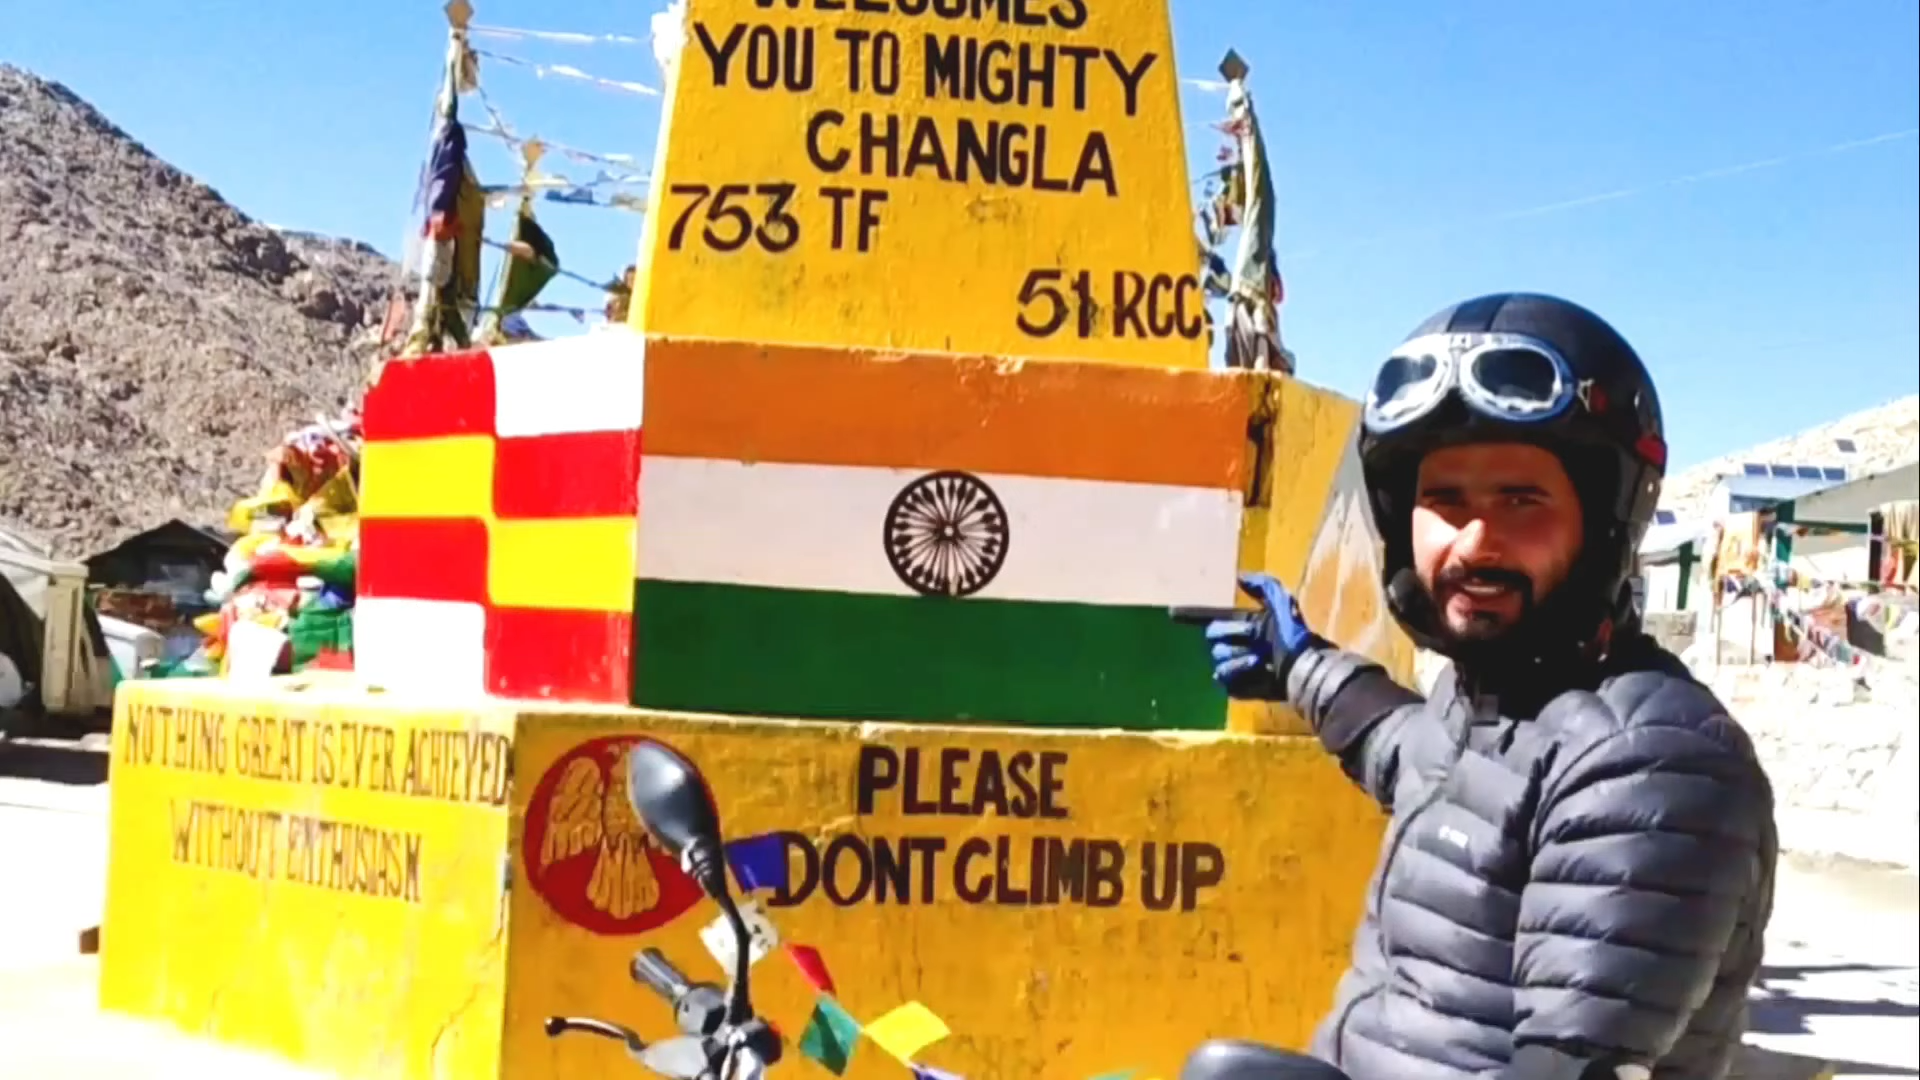 WELCOMES
YOU TO MIGHTY
CHANGLA
753 TF
51 RCC
NOTHING GREAT IS EVER ACHIEVED
WITHOUT ENTHUSIASM
PLEASE
DONT CLIMB UP